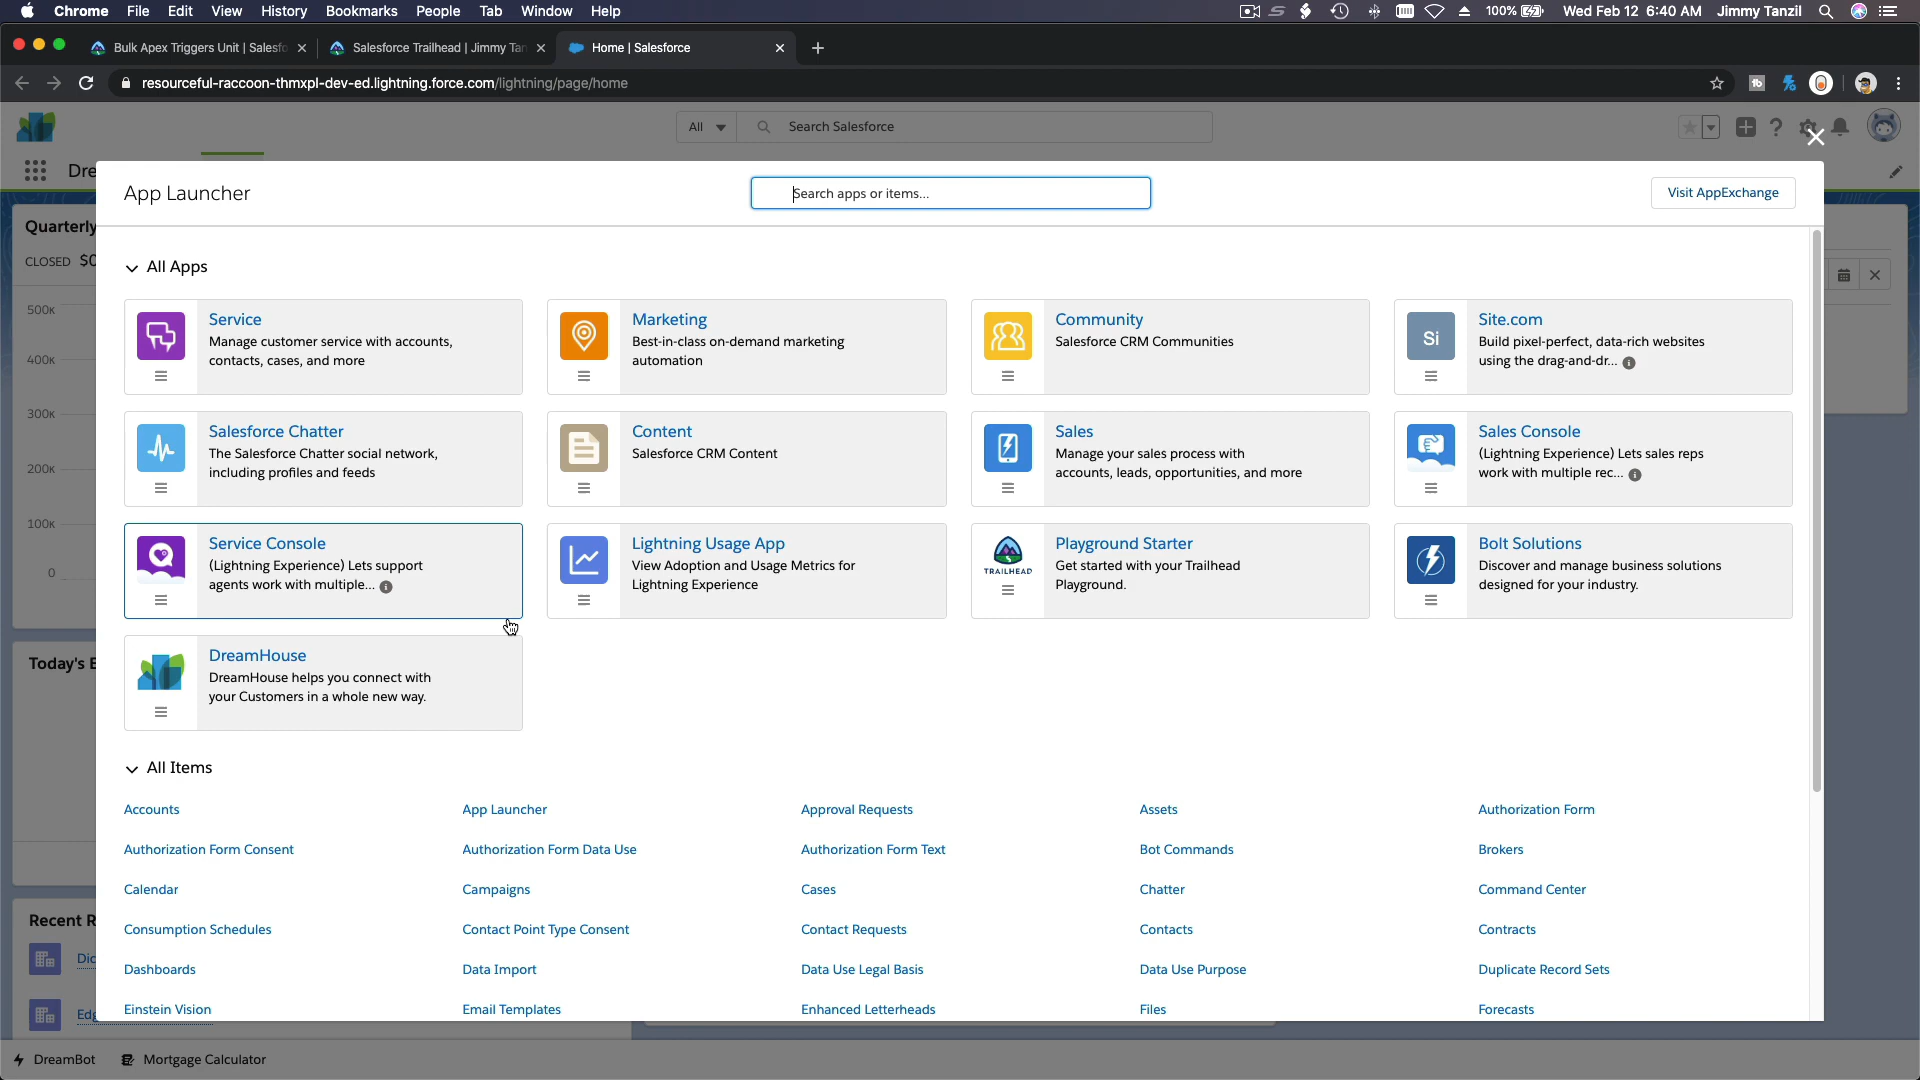 Chrome File Edit View History Bookmarks People Tab Window Help 100% Wed Feb 12 6:40 AM Jimmy Tanzil
Bulk Apex Triggers Unit | Salesfo Salesforce Trailhead | Jimmy Tan Home | Salesforce
resourceful-raccoon-thmxpl-dev-ed.lightning.force.com/lightning/page/home
All Search Salesforce
Dre
App Launcher Search apps or items... Visit AppExchange
Quarterly
CLOSED $0
500K
400K
300K
200K
100K
0
Today's E
Recent R
Dic
Edg
All Apps
Service
Manage customer service with accounts,
contacts, cases, and more
Marketing
Best-in-class on-demand marketing
automation
Community
Salesforce CRM Communities
Si
Site.com
Build pixel-perfect, data-rich websites
using the drag-and-dr...
Salesforce Chatter
The Salesforce Chatter social network,
including profiles and feeds
Content
Salesforce CRM Content
Sales
Manage your sales process with
accounts, leads, opportunities, and more
Sales Console
(Lightning Experience) Lets sales reps
work with multiple rec...
Service Console
(Lightning Experience) Lets support
agents work with multiple...
Lightning Usage App
View Adoption and Usage Metrics for
Lightning Experience
TRAILHEAD
Playground Starter
Get started with your Trailhead
Playground.
Bolt Solutions
Discover and manage business solutions
designed for your industry.
DreamHouse
DreamHouse helps you connect with
your Customers in a whole new way.
All Items
Accounts App Launcher Approval Requests Assets Authorization Form
Authorization Form Consent Authorization Form Data Use Authorization Form Text Bot Commands Brokers
Calendar Campaigns Cases Chatter Command Center
Consumption Schedules Contact Point Type Consent Contact Requests Contacts Contracts
Dashboards Data Import Data Use Legal Basis Data Use Purpose Duplicate Record Sets
Einstein Vision Email Templates Enhanced Letterheads Files Forecasts
DreamBot Mortgage Calculator